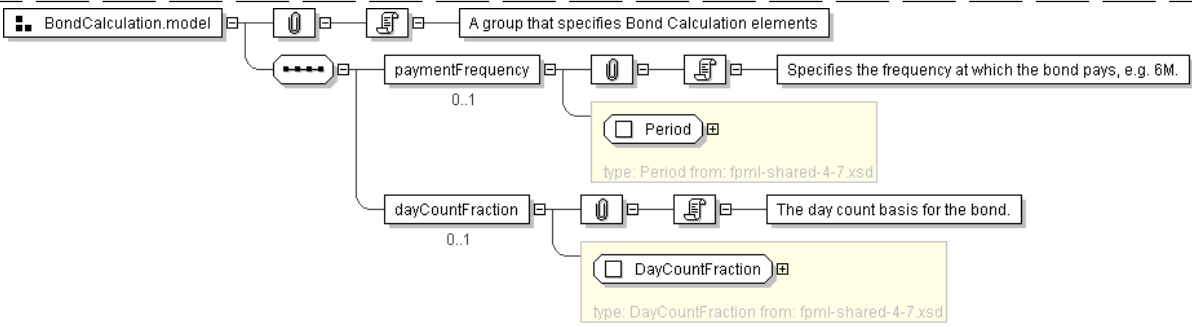 BondCalculation.model
A group that specifies Bond Calculation elements
paymentFrequency
Specifies the frequency at which the bond pays, e.g. 6M.
0..1
Period
type: Period from: fpml-shared-4-7.xsd
dayCountFraction
The day count basis for the bond.
0..1
DayCountFraction
type: DayCountFraction from: fpml-shared-4-7.xsd